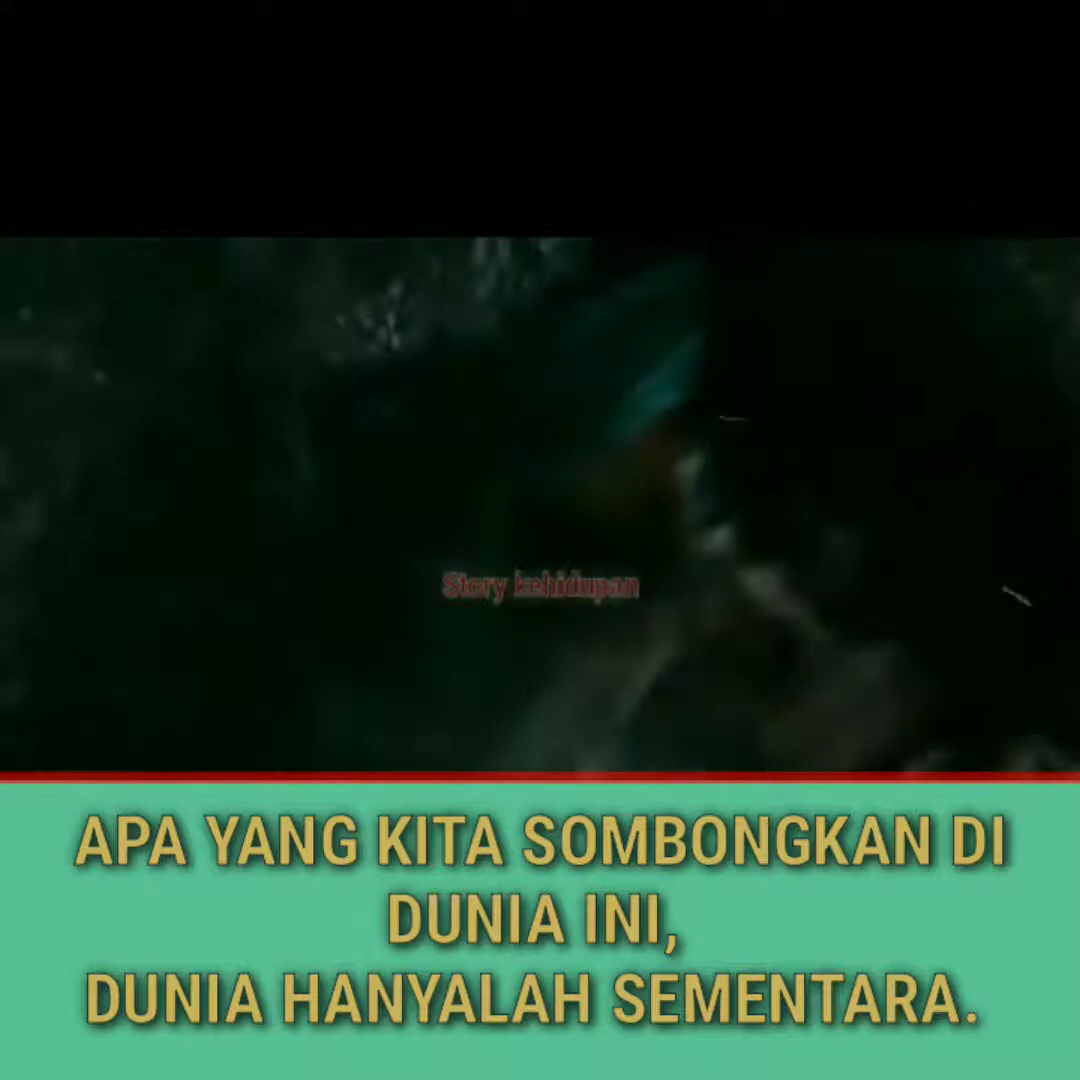 Story kehidupan
APA YANG KITA SOMBONGKAN DI
DUNIA INI,
DUNIA HANYALAH SEMENTARA.